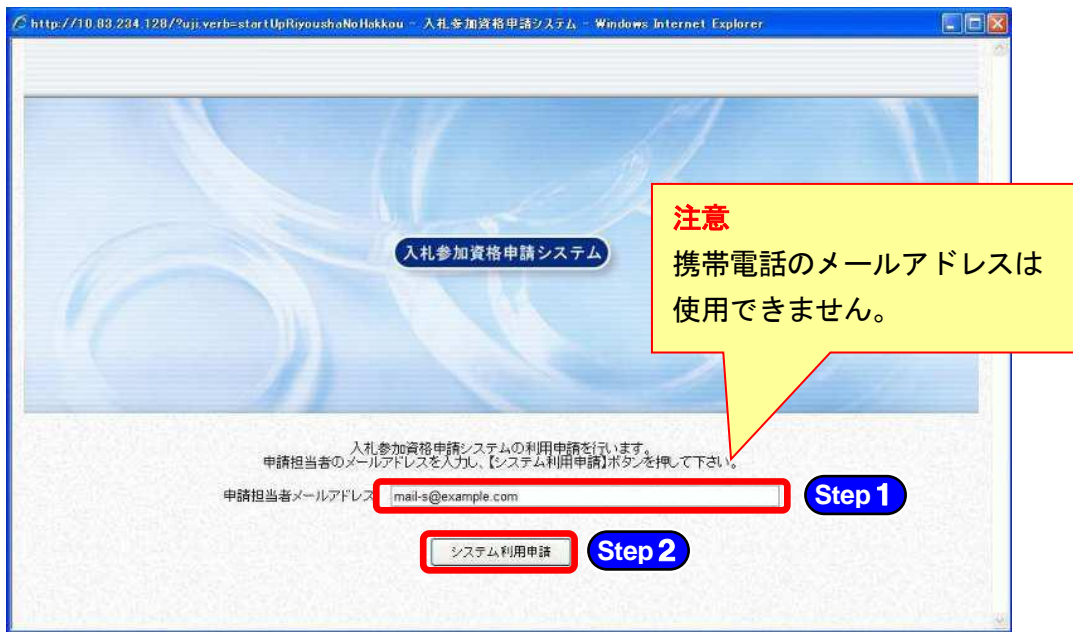 http://10.83.234.128/?uji.verb=startUpRiyoushaNoHakkou - 入札参加資格申請システム - Windows Internet Explorer
入札参加資格申請システム
注意
携帯電話のメールアドレスは
使用できません。
入札参加資格申請システムの利用申請を行います。
申請担当者のメールアドレスを入力し、【システム利用申請】ボタンを押して下さい。
申請担当者メールアドレス mail-s@example.com
Step 1
システム利用申請
Step 2